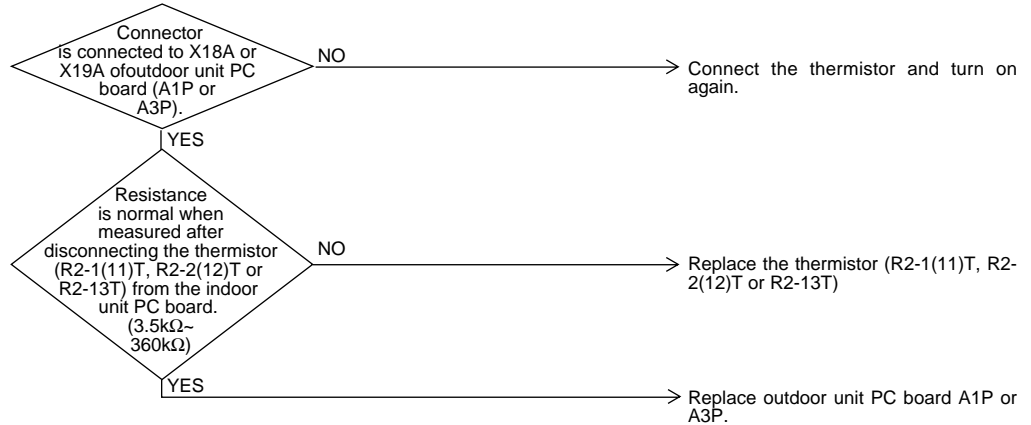 Connector
is connected to X18A or
X19A ofoutdoor unit PC
board (A1P or
A3P).
NO
Connect the thermistor and turn on
again.
YES
Resistance
is normal when
measured after
disconnecting the thermistor
(R2-1(11)T, R2-2(12)T or
R2-13T) from the indoor
unit PC board.
(3.5kΩ~
360kΩ)
NO
Replace the thermistor (R2-1(11)T, R2-
2(12)T or R2-13T)
YES
Replace outdoor unit PC board A1P or
A3P.